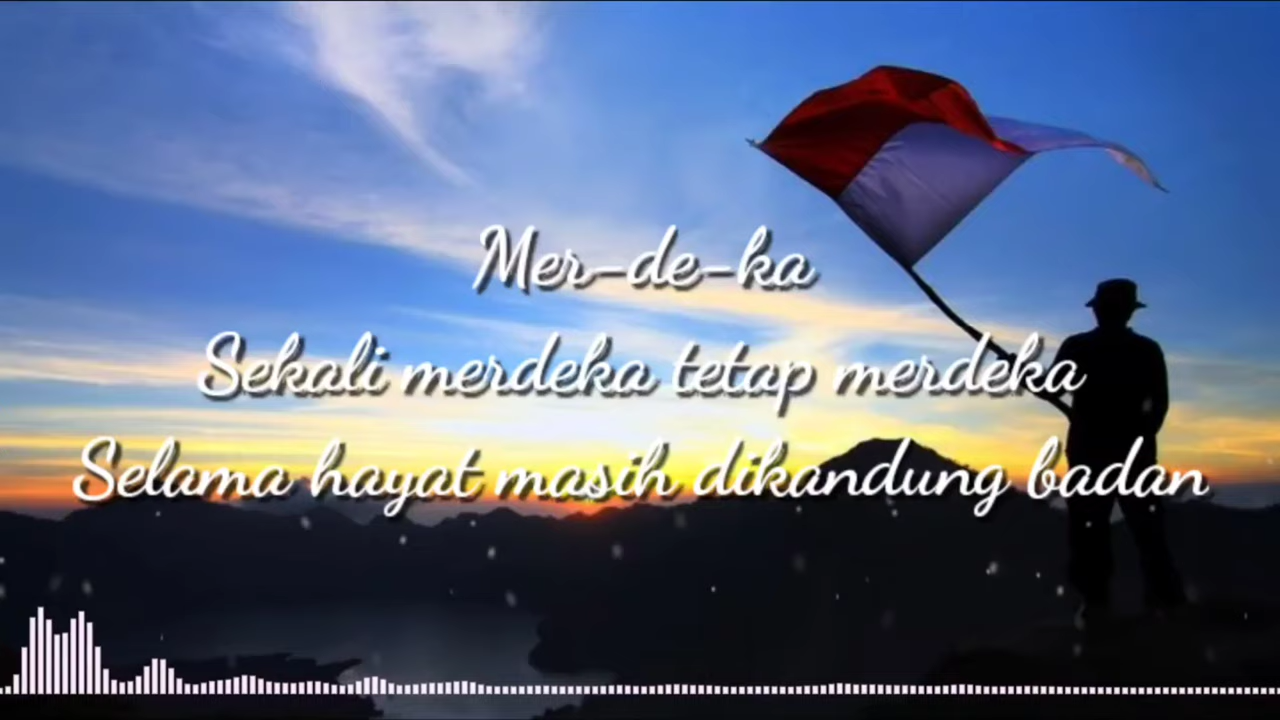 Mer-de-ka
Sekali merdeka tetap merdeka
Selama hayat masih dikandung badan